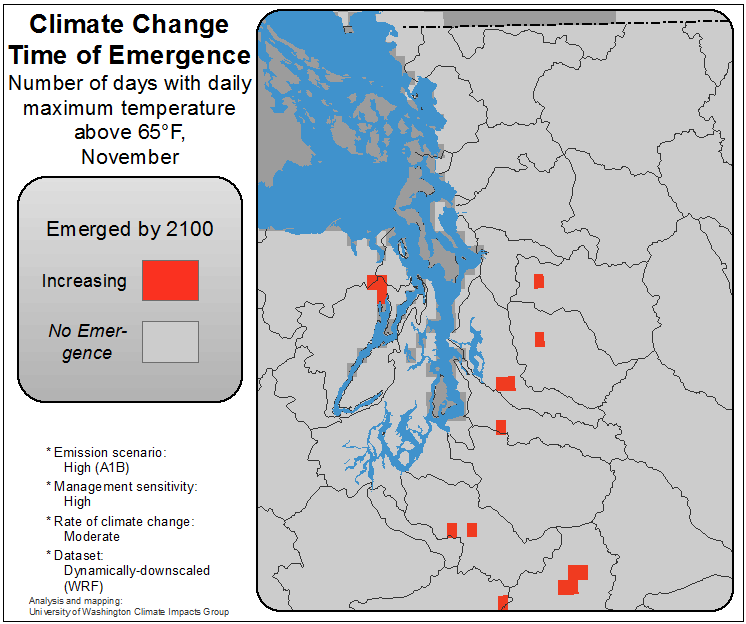 Climate Change
Time of Emergence
Number of days with daily
maximum temperature
above 65°F,
November
Emerged by 2100
Increasing
No Emer-
gence
* Emission scenario:
High (A1B)
* Management sensitivity:
High
* Rate of climate change:
Moderate
* Dataset:
Dynamically-downscaled
(WRF)
Analysis and mapping:
University of Washington Climate Impacts Group